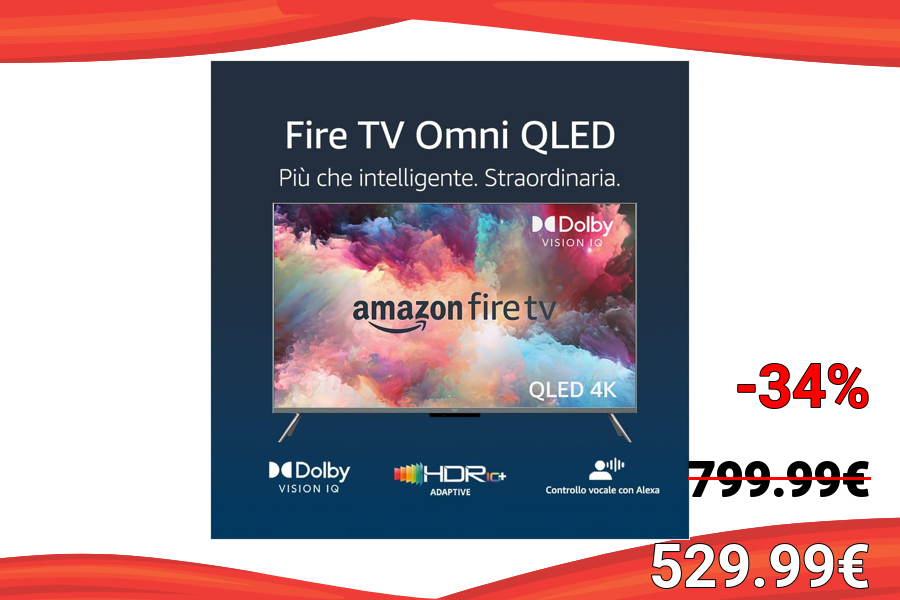 Fire TV Omni QLED
Più che intelligente. Straordinaria.
Dolby
VISION IQ
amazon fire tv
QLED 4K
-34%
Dolby
VISION IQ
HDR10+
ADAPTIVE
Controllo vocale con Alexa
799.99€
529.99€